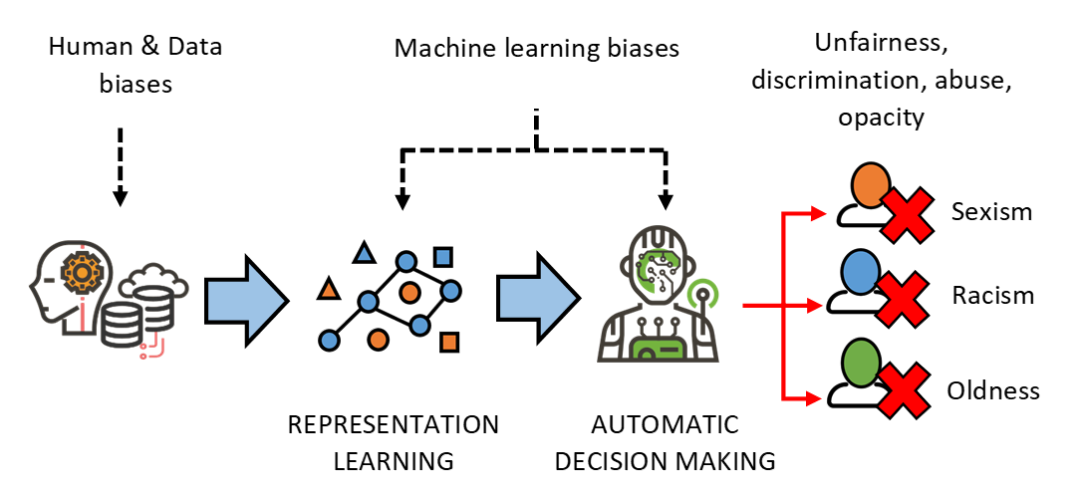 Human & Data
biases
Machine learning biases
Unfairness,
discrimination, abuse,
opacity
Sexism
Racism
Oldness
REPRESENTATION
LEARNING
AUTOMATIC
DECISION MAKING